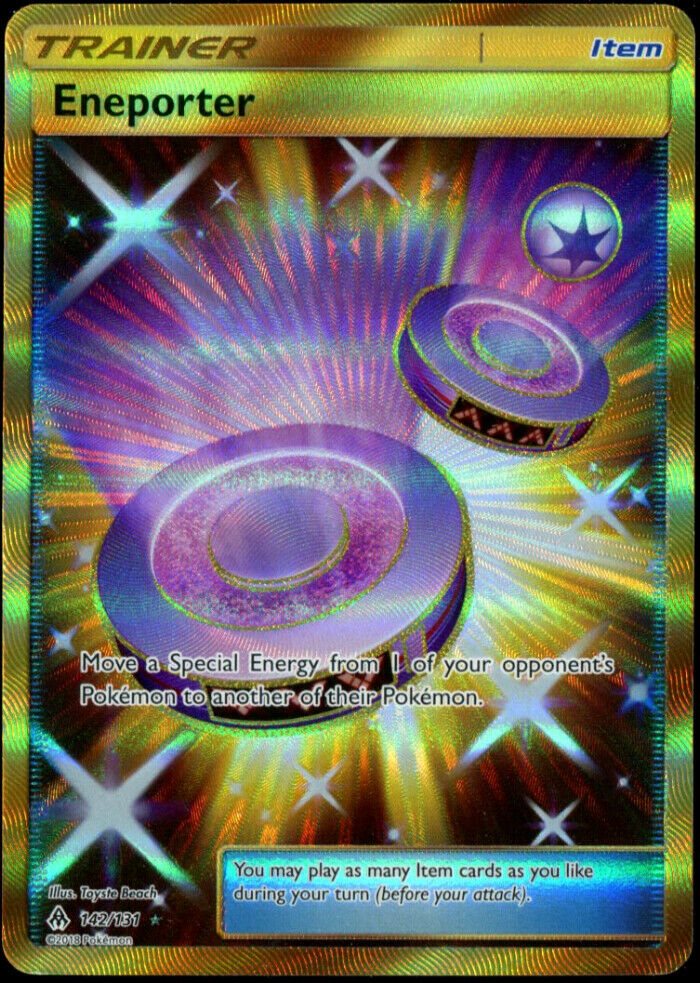 TRAINER
Item
Eneporter
Move a Special Energy from 1 of your opponent's
Pokémon to another of their Pokémon.
You may play as many Item cards as you like
during your turn (before your attack).
Illus. Toyste Beach
142/131
©2018 Pokémon